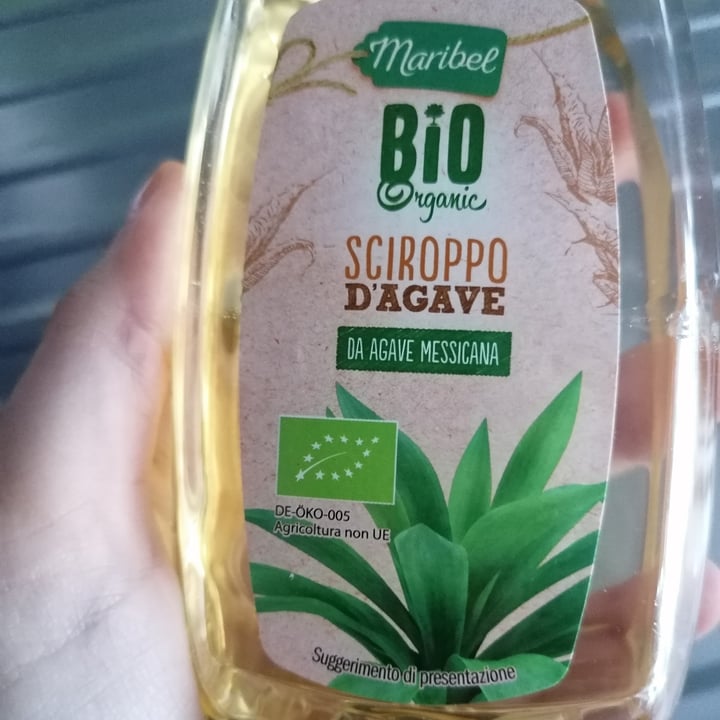 Maribel
BiO
Organic
SCIROPPO
D'AGAVE
DA AGAVE MESSICANA
DE-ÖKO-005
Agricoltura non UE
Suggerimento di presentazione